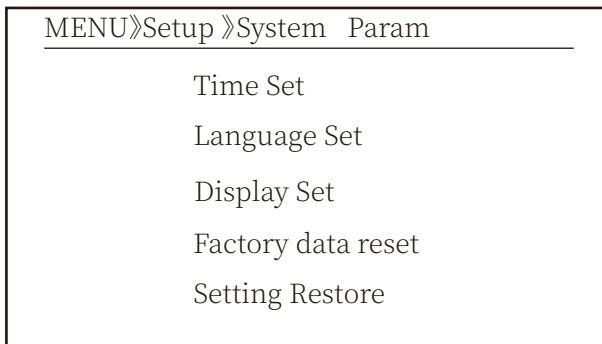 MENU》Setup 》System Param
Time Set
Language Set
Display Set
Factory data reset
Setting Restore